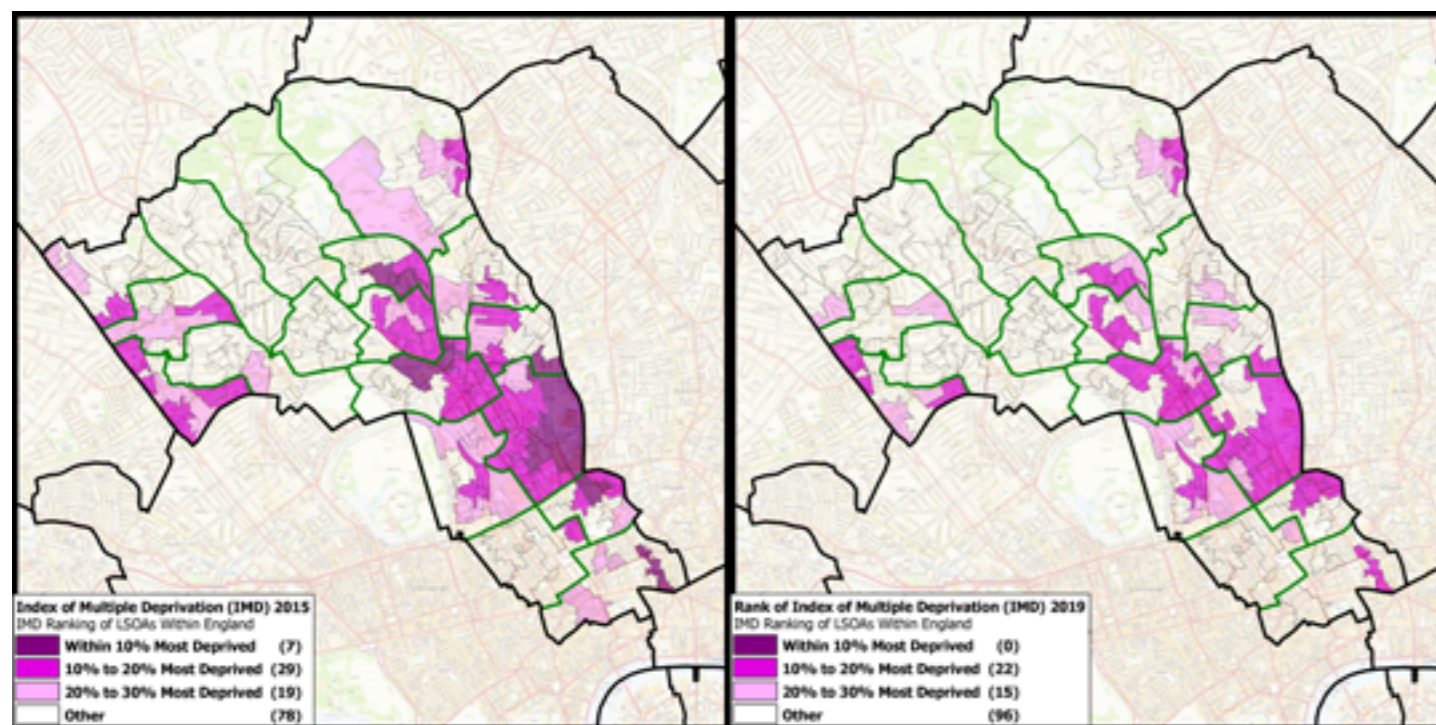 Index of Multiple Deprivation (IMD) 2015
IMD Ranking of LSOAs Within England
Within 10% Most Deprived (7)
10% to 20% Most Deprived (29)
20% to 30% Most Deprived (19)
Other (78)
Rank of Index of Multiple Deprivation (IMD) 2019
IMD Ranking of LSOAs Within England
Within 10% Most Deprived (0)
10% to 20% Most Deprived (22)
20% to 30% Most Deprived (15)
Other (96)